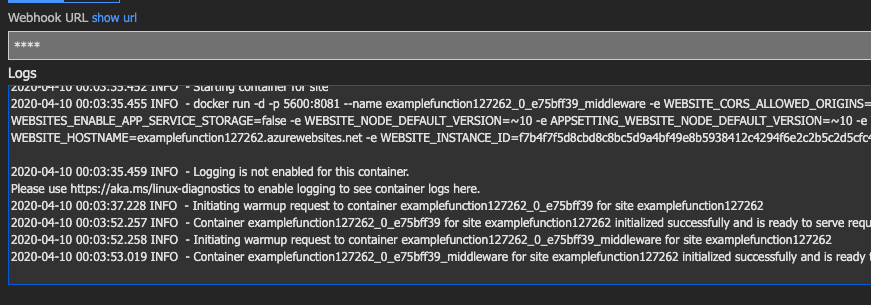 Webhook URL show url
****
Logs
2020-04-10 00:03:35.452 INFO - Starting container for site
2020-04-10 00:03:35.455 INFO - docker run -d -p 5600:8081 --name examplefunction127262_0_e75bff39_middleware -e WEBSITE_CORS_ALLOWED_ORIGINS=
WEBSITES_ENABLE_APP_SERVICE_STORAGE=false -e WEBSITE_NODE_DEFAULT_VERSION=~10 -e APPSETTING_WEBSITE_NODE_DEFAULT_VERSION=~10 -e
WEBSITE_HOSTNAME=examplefunction127262.azurewebsites.net -e WEBSITE_INSTANCE_ID=f7b4f7f5d8cbd8c8bc5d9a4bf49e8b5938412c4294f6e2c2b5c2d5cfc4
2020-04-10 00:03:35.459 INFO - Logging is not enabled for this container.
Please use https://aka.ms/linux-diagnostics to enable logging to see container logs here.
2020-04-10 00:03:37.228 INFO - Initiating warmup request to container examplefunction127262_0_e75bff39 for site examplefunction127262
2020-04-10 00:03:52.257 INFO - Container examplefunction127262_0_e75bff39 for site examplefunction127262 initialized successfully and is ready to serve requ
2020-04-10 00:03:52.258 INFO - Initiating warmup request to container examplefunction127262_0_e75bff39_middleware for site examplefunction127262
2020-04-10 00:03:53.019 INFO - Container examplefunction127262_0_e75bff39_middleware for site examplefunction127262 initialized successfully and is ready t